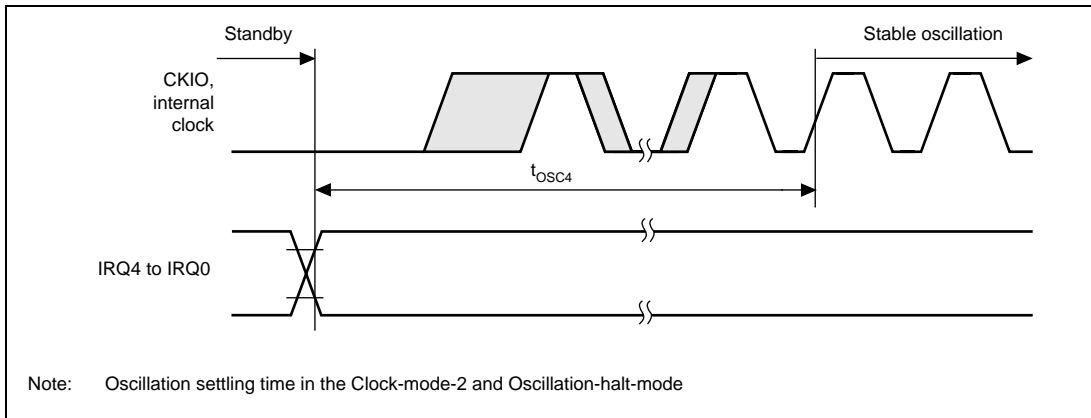 Standby
Stable oscillation
CKIO,
internal
clock
tOSC4
IRQ4 to IRQ0
Note: Oscillation settling time in the Clock-mode-2 and Oscillation-halt-mode